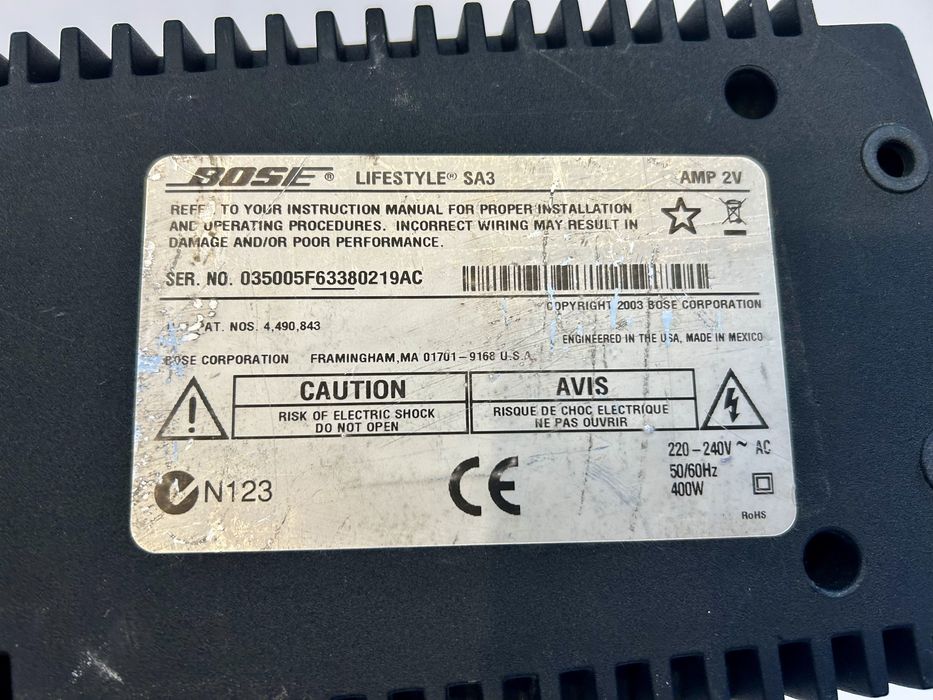 BOSE® LIFESTYLE® SA3 AMP 2V
REFER TO YOUR INSTRUCTION MANUAL FOR PROPER INSTALLATION
AND OPERATING PROCEDURES. INCORRECT WIRING MAY RESULT IN
DAMAGE AND/OR POOR PERFORMANCE.
SER. NO. 035005F63380219AC
COPYRIGHT 2003 BOSE CORPORATION
U.S. PAT. NOS. 4,490,843
ENGINEERED IN THE USA, MADE IN MEXICO
BOSE CORPORATION FRAMINGHAM,MA 01701-9168 U.S.A.
CAUTION
RISK OF ELECTRIC SHOCK
DO NOT OPEN
AVIS
RISQUE DE CHOC ELECTRIQUE
NE PAS OUVRIR
220-240V ~ AC
50/60Hz
400W
N123
CE
RoHS